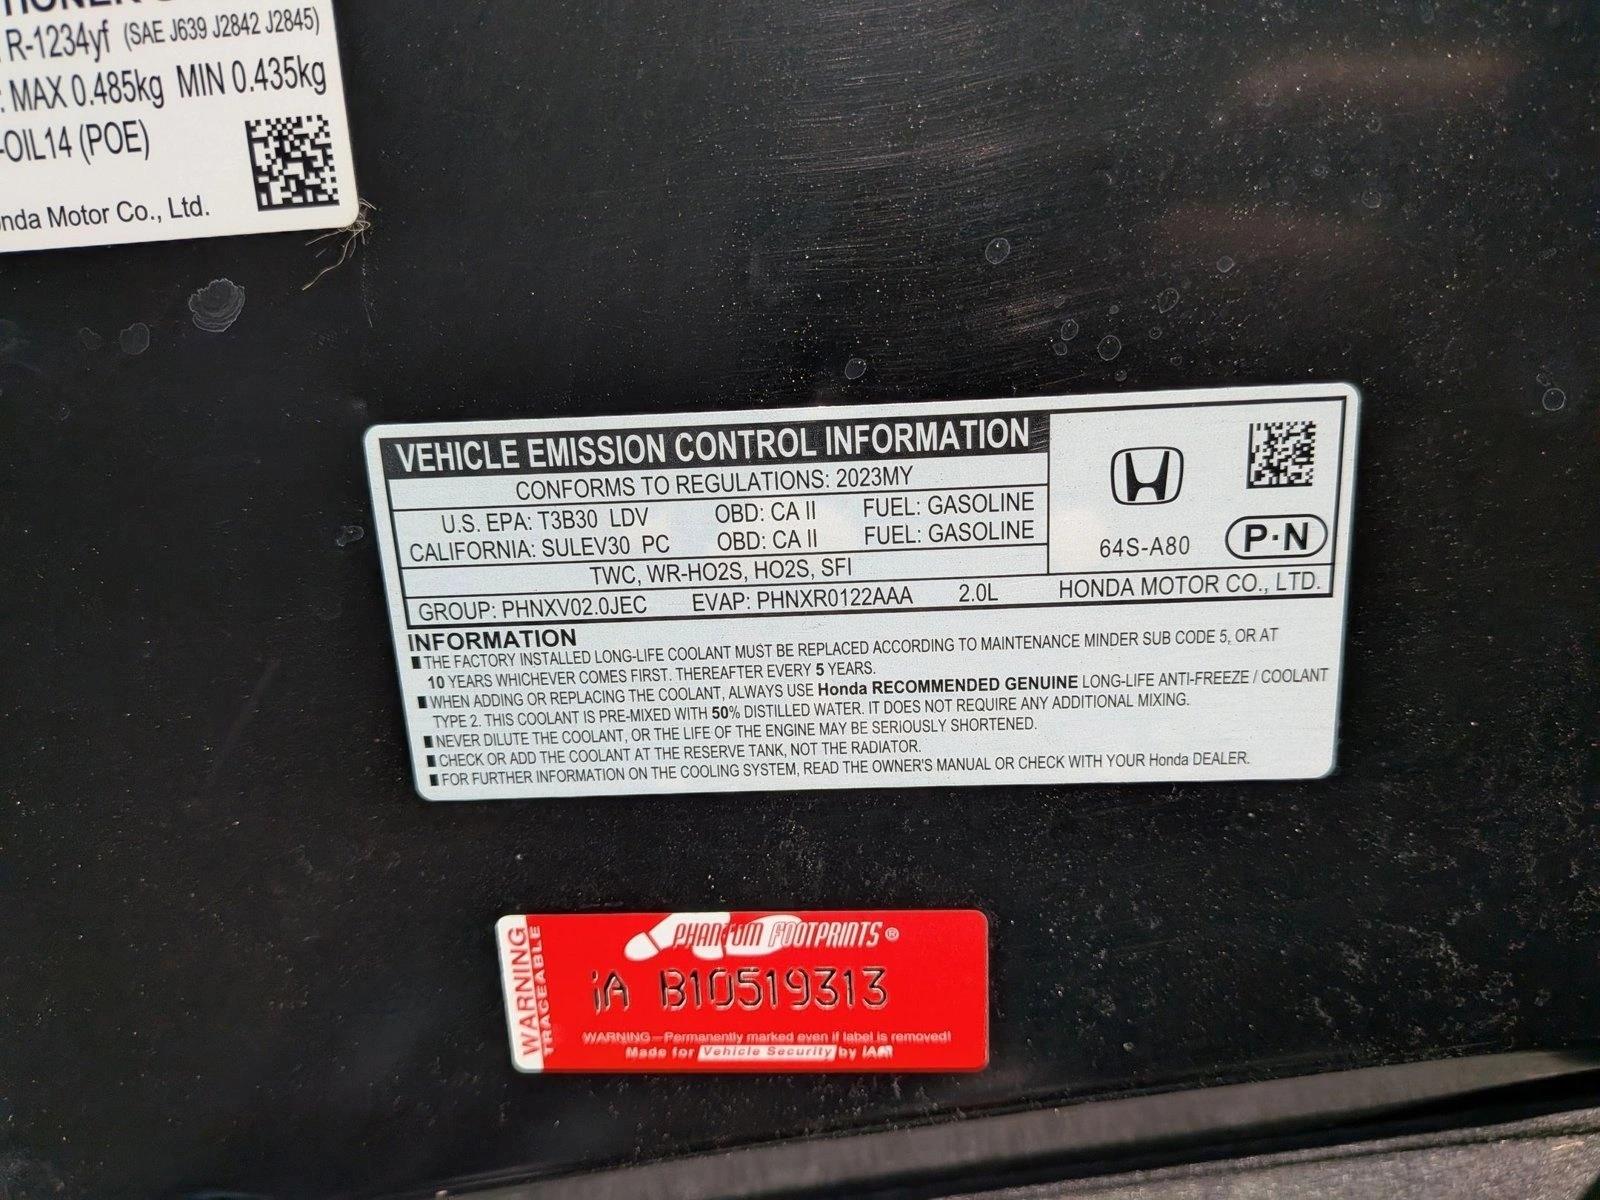 R-1234yf (SAE J639 J2842 J2845)
: MAX 0.485kg MIN 0.435kg
-OIL14 (POE)
nda Motor Co., Ltd.
VEHICLE EMISSION CONTROL INFORMATION
CONFORMS TO REGULATIONS: 2023MY
U.S. EPA: T3B30 LDV OBD: CA II FUEL: GASOLINE
CALIFORNIA: SULEV30 PC OBD: CA II FUEL: GASOLINE
64S-A80 P·N
TWC, WR-HO2S, HO2S, SFI
GROUP: PHNXV02.0JEC EVAP: PHNXR0122AAA 2.0L HONDA MOTOR CO., LTD.
INFORMATION
■ THE FACTORY INSTALLED LONG-LIFE COOLANT MUST BE REPLACED ACCORDING TO MAINTENANCE MINDER SUB CODE 5, OR AT
10 YEARS WHICHEVER COMES FIRST. THEREAFTER EVERY 5 YEARS.
■ WHEN ADDING OR REPLACING THE COOLANT, ALWAYS USE Honda RECOMMENDED GENUINE LONG-LIFE ANTI-FREEZE / COOLANT
TYPE 2. THIS COOLANT IS PRE-MIXED WITH 50% DISTILLED WATER. IT DOES NOT REQUIRE ANY ADDITIONAL MIXING.
■ NEVER DILUTE THE COOLANT, OR THE LIFE OF THE ENGINE MAY BE SERIOUSLY SHORTENED.
■ CHECK OR ADD THE COOLANT AT THE RESERVE TANK, NOT THE RADIATOR.
■ FOR FURTHER INFORMATION ON THE COOLING SYSTEM, READ THE OWNER'S MANUAL OR CHECK WITH YOUR Honda DEALER.
WARNING
TRACEABLE
PHANTOM FOOTPRINTS®
iA B10519313
WARNING—Permanently marked even if label is removed!
Made for Vehicle Security by IAM